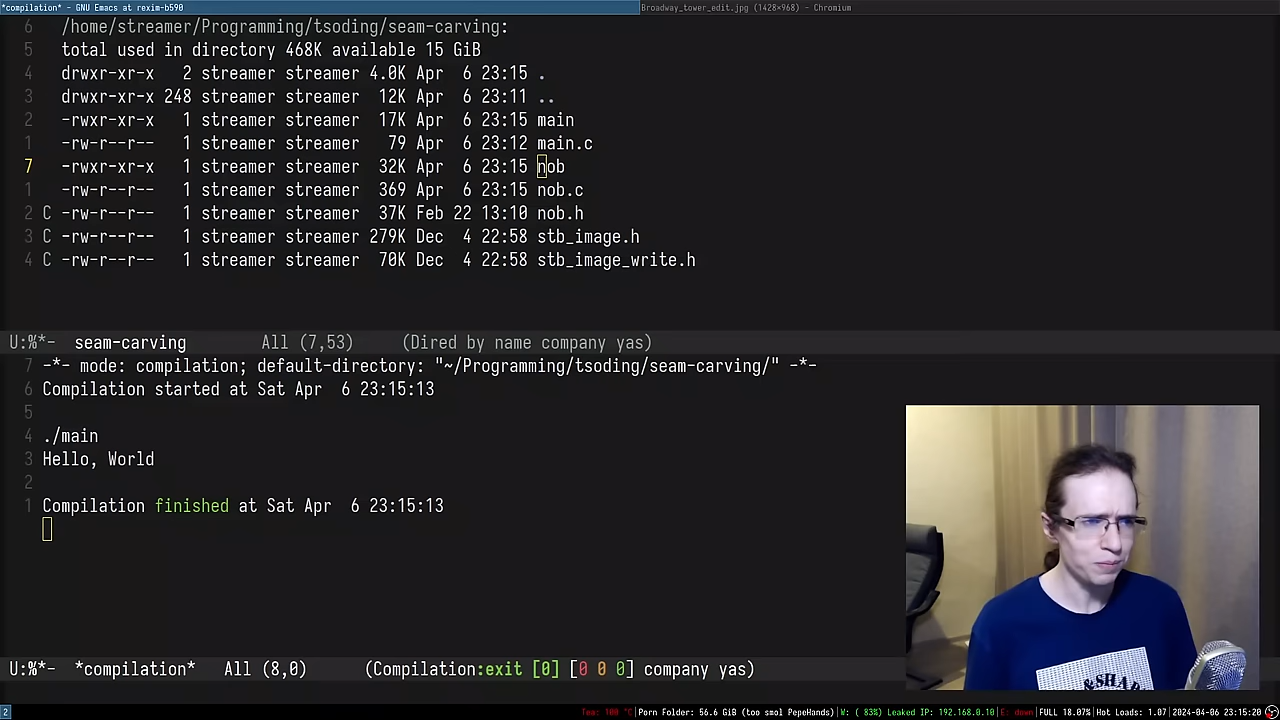 *compilation* - GNU Emacs at rexim-b590
Broadway_tower_edit.jpg (1428×968) - Chromium
6 /home/streamer/Programming/tsoding/seam-carving:
5 total used in directory 468K available 15 GiB
4 drwxr-xr-x 2 streamer streamer 4.0K Apr 6 23:15 .
3 drwxr-xr-x 248 streamer streamer 12K Apr 6 23:11 ..
2 -rwxr-xr-x 1 streamer streamer 17K Apr 6 23:15 main
1 -rw-r--r-- 1 streamer streamer 79 Apr 6 23:12 main.c
7 -rwxr-xr-x 1 streamer streamer 32K Apr 6 23:15 nob
1 -rw-r--r-- 1 streamer streamer 369 Apr 6 23:15 nob.c
2 C -rw-r--r-- 1 streamer streamer 37K Feb 22 13:10 nob.h
3 C -rw-r--r-- 1 streamer streamer 279K Dec 4 22:58 stb_image.h
4 C -rw-r--r-- 1 streamer streamer 70K Dec 4 22:58 stb_image_write.h
U:%*- seam-carving All (7,53) (Dired by name company yas)
7 -*- mode: compilation; default-directory: "~/Programming/tsoding/seam-carving/" -*-
6 Compilation started at Sat Apr 6 23:15:13
5
4 ./main
3 Hello, World
2
1 Compilation finished at Sat Apr 6 23:15:13
U:%*- *compilation* All (8,0) (Compilation:exit [0] [0 0 0] company yas)
& SHAR
2
Tea: 100 °C|Porn Folder: 56.6 GiB (too smol PepeHands)|W: ( 83%) Leaked IP: 192.168.0.10|E: down|FULL 18.07%|Hot Loads: 1.07|2024-04-06 23:15:20